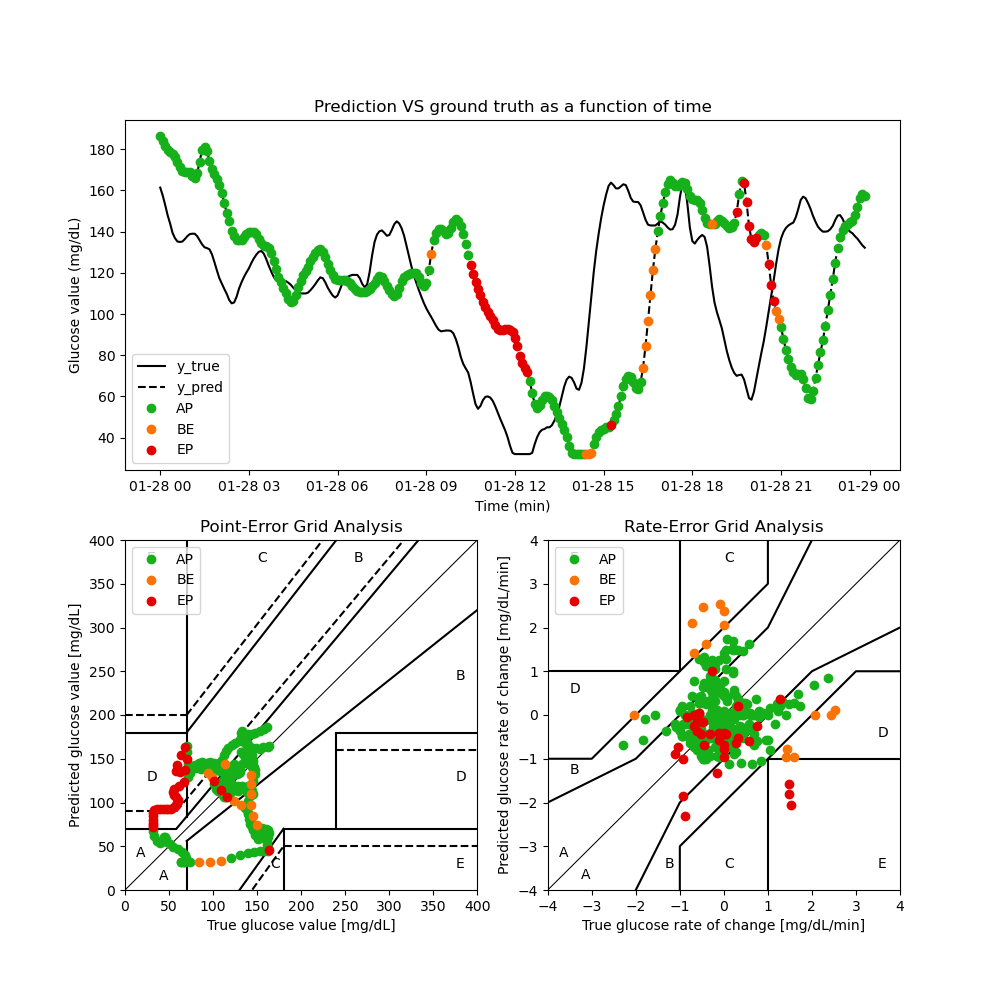 Prediction VS ground truth as a function of time
Glucose value (mg/dL)
180
160
140
120
100
80
60
40
y_true
y_pred
AP
BE
EP
01-28 00 01-28 03 01-28 06 01-28 09 01-28 12 01-28 15 01-28 18 01-28 21 01-29 00
Time (min)
Point-Error Grid Analysis
Predicted glucose value [mg/dL]
400
350
300
250
200
150
100
50
0
AP
BE
EP
C
B
B
D
D
A
A
C
E
0 50 100 150 200 250 300 350 400
True glucose value [mg/dL]
Rate-Error Grid Analysis
Predicted glucose rate of change [mg/dL/min]
4
3
2
1
0
−1
−2
−3
−4
AP
BE
EP
C
D
D
B
A
A
B
C
E
−4 −3 −2 −1 0 1 2 3 4
True glucose rate of change [mg/dL/min]